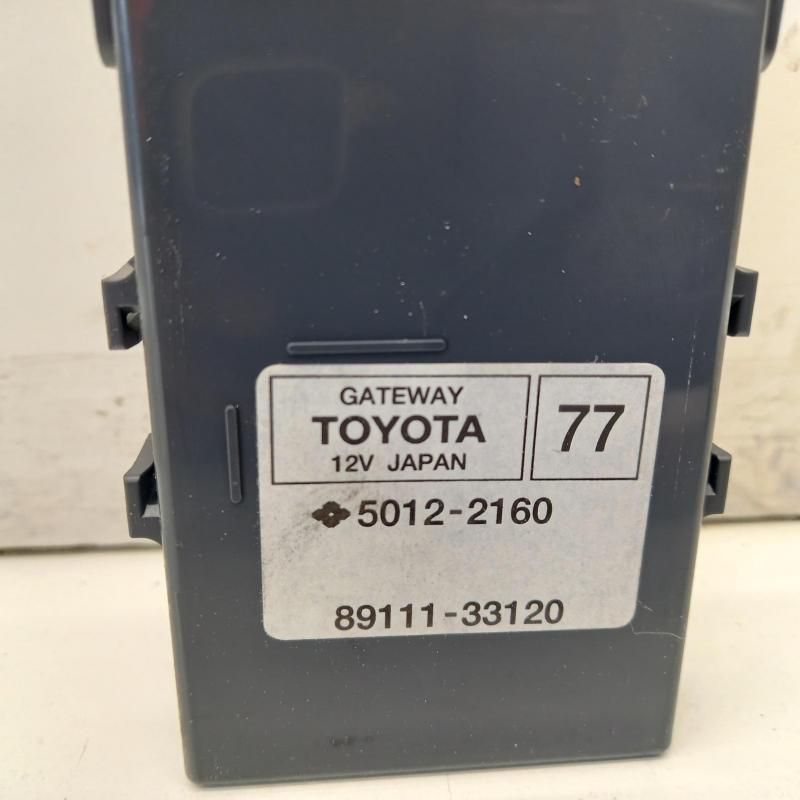 GATEWAY
TOYOTA
12V JAPAN
77
5012-2160
89111-33120